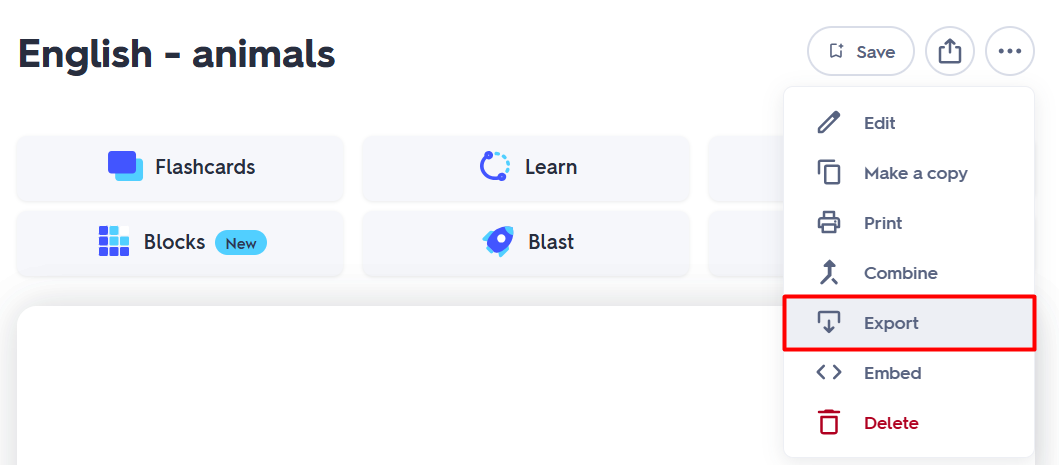 English - animals
Save
Flashcards
Learn
Blocks New
Blast
Edit
Make a copy
Print
Combine
Export
Embed
Delete